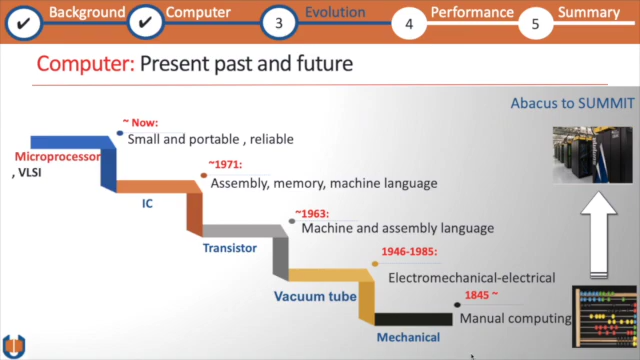 Background
Computer
3 Evolution
4 Performance
5 Summary
Computer: Present past and future
Abacus to SUMMIT
~ Now:
Small and portable , reliable
Microprocessor
, VLSI
~1971:
Assembly, memory, machine language
IC
~1963:
Machine and assembly language
Transistor
1946-1985:
Electromechanical-electrical
Vacuum tube
1845 ~
Manual computing
Mechanical